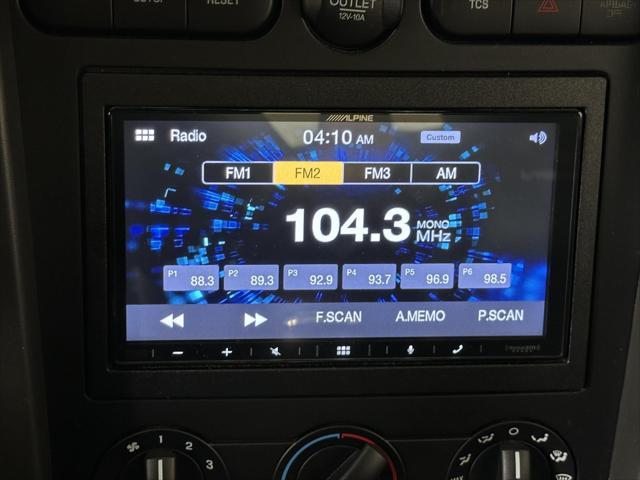 RESET
OUTLET
12V-10A
TCS
ALPINE
Radio
04:10 AM
Custom
FM1 FM2 FM3 AM
104.3 MONO MHz
P1 88.3 P2 89.3 P3 92.9 P4 93.7 P5 96.9 P6 98.5
F.SCAN A.MEMO P.SCAN
1 2 3